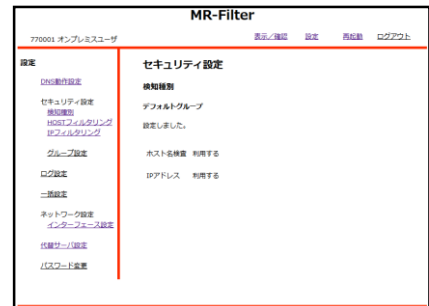 MR-Filter
770001 オンプレミスユーザ
表示／確認 設定 再起動 ログアウト
設定
DNS動作設定
セキュリティ設定
検知種別
HOSTフィルタリング
IPフィルタリング
グループ設定
ログ設定
一括設定
ネットワーク設定
インターフェース設定
代替サーバ設定
パスワード変更
セキュリティ設定
検知種別
デフォルトグループ
設定しました。
ホスト名検査 利用する
IPアドレス 利用する